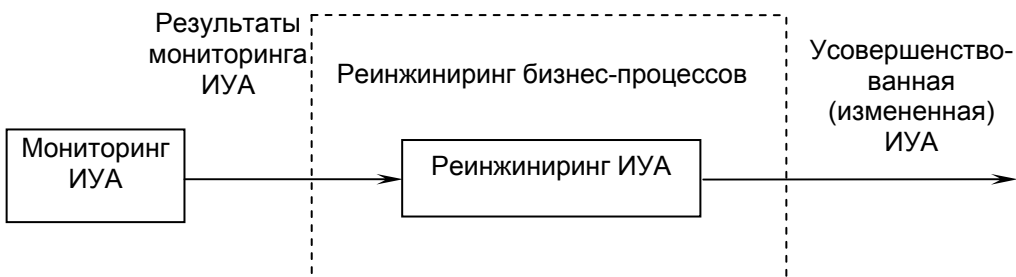 Результаты
мониторинга
ИУА
Реинжиниринг бизнес-процессов
Усовершенство-
ванная
(измененная)
ИУА
Мониторинг
ИУА
Реинжиниринг ИУА